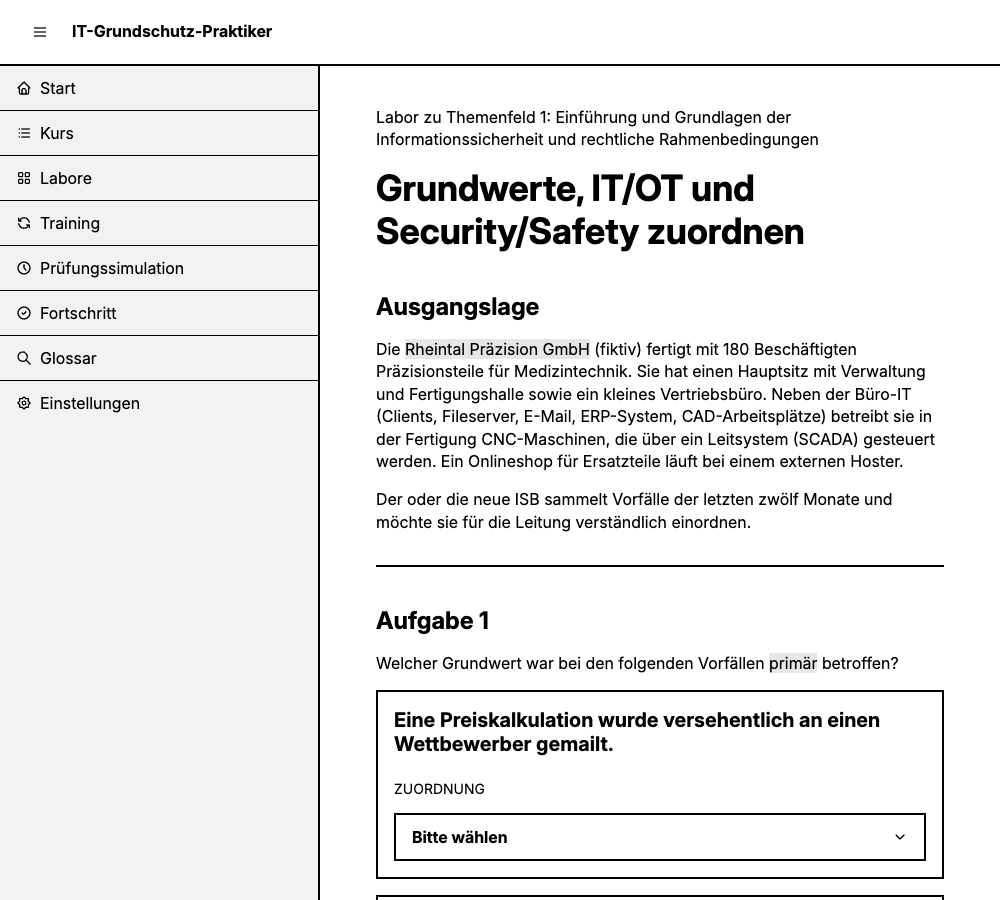 IT-Grundschutz-Praktiker
Start
Kurs
Labore
Training
Prüfungssimulation
Fortschritt
Glossar
Einstellungen
Labor zu Themenfeld 1: Einführung und Grundlagen der
Informationssicherheit und rechtliche Rahmenbedingungen
Grundwerte, IT/OT und
Security/Safety zuordnen
Ausgangslage
Die Rheintal Präzision GmbH (fiktiv) fertigt mit 180 Beschäftigten
Präzisionsteile für Medizintechnik. Sie hat einen Hauptsitz mit Verwaltung
und Fertigungshalle sowie ein kleines Vertriebsbüro. Neben der Büro-IT
(Clients, Fileserver, E-Mail, ERP-System, CAD-Arbeitsplätze) betreibt sie in
der Fertigung CNC-Maschinen, die über ein Leitsystem (SCADA) gesteuert
werden. Ein Onlineshop für Ersatzteile läuft bei einem externen Hoster.
Der oder die neue ISB sammelt Vorfälle der letzten zwölf Monate und
möchte sie für die Leitung verständlich einordnen.
Aufgabe 1
Welcher Grundwert war bei den folgenden Vorfällen primär betroffen?
Eine Preiskalkulation wurde versehentlich an einen
Wettbewerber gemailt.
ZUORDNUNG
Bitte wählen